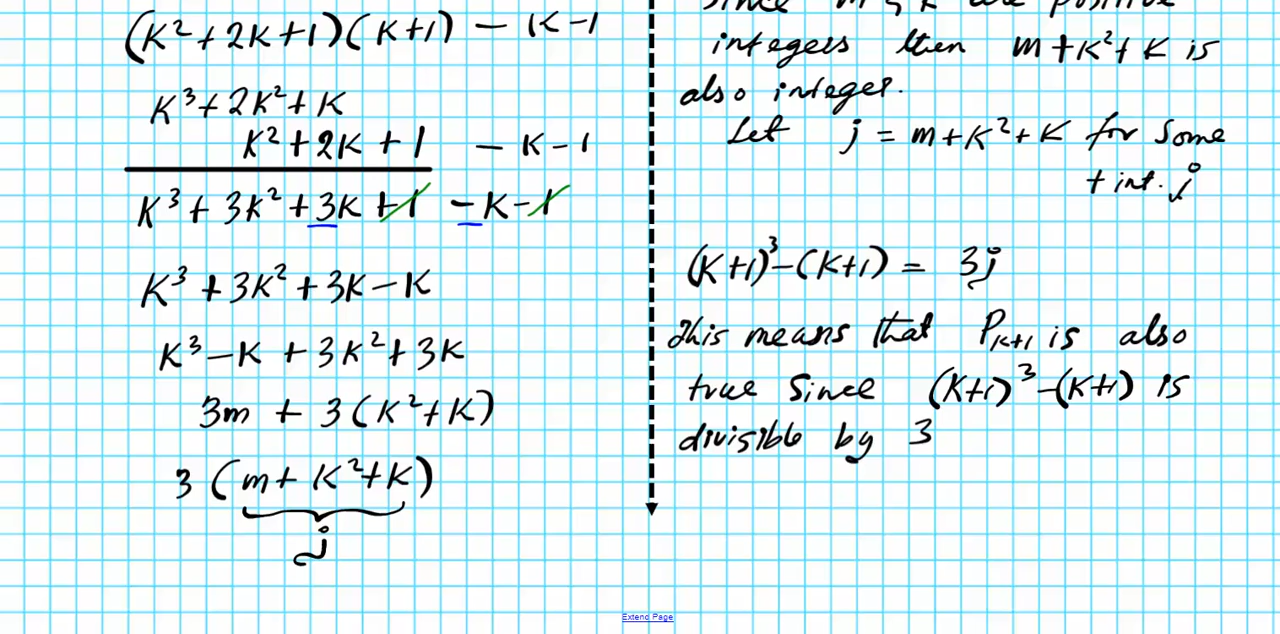 (K²+2K+1)(K+1) - K-1
K³+2K²+K
K²+2K+1 - K-1
K³+3K²+3K+1 -K-1
K³+3K²+3K-K
K³-K+3K²+3K
3m + 3(K²+K)
3(m+K²+K)
j
integers then m+K²+K is
also integer.
Let j = m+K²+K for some
+ int. j
(K+1)³-(K+1) = 3j
This means that Pₖ₊₁ is also
true Since (K+1)³-(K+1) is
divisible by 3
Extend Page